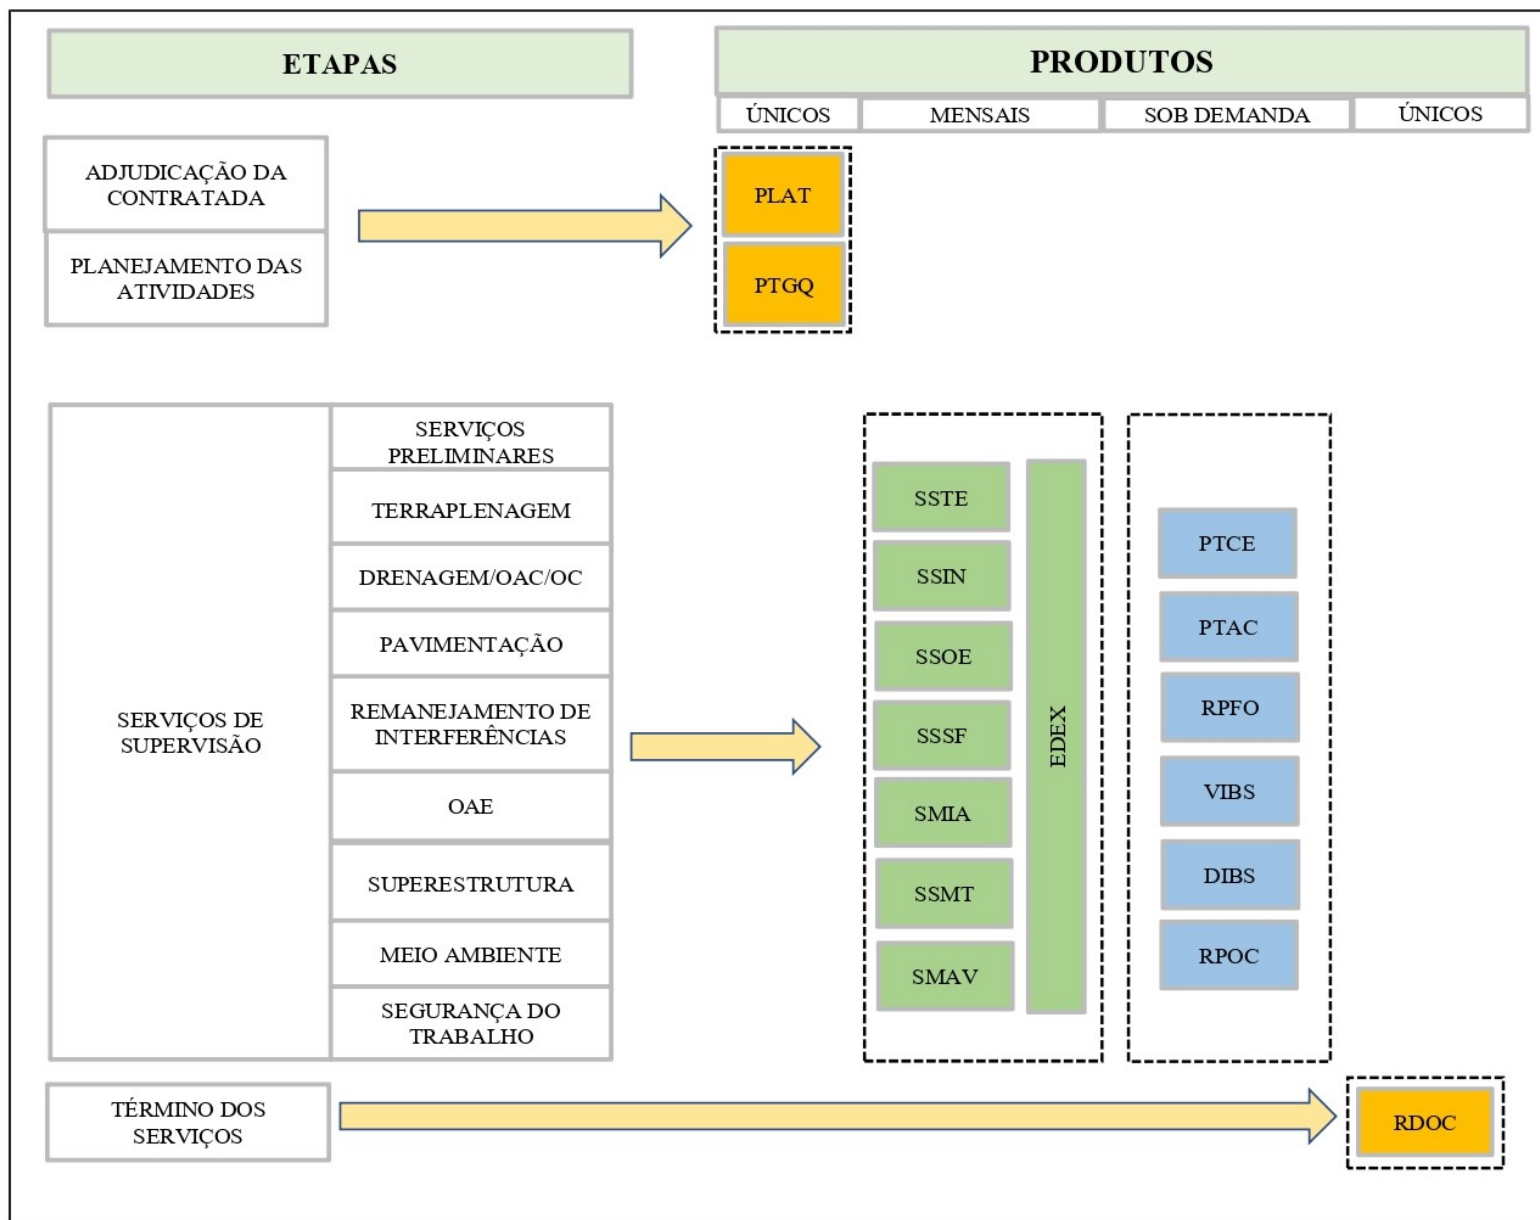 ETAPAS
PRODUTOS
ÚNICOS
MENSAIS
SOB DEMANDA
ÚNICOS
ADJUDICAÇÃO DA
CONTRATADA
PLANEJAMENTO DAS
ATIVIDADES
PLAT
PTGQ
SERVIÇOS DE
SUPERVISÃO
SERVIÇOS
PRELIMINARES
TERRAPLENAGEM
DRENAGEM/OAC/OC
PAVIMENTAÇÃO
REMANEJAMENTO DE
INTERFERÊNCIAS
OAE
SUPERESTRUTURA
MEIO AMBIENTE
SEGURANÇA DO
TRABALHO
SSTE
SSIN
SSOE
SSSF
SMIA
SSMT
SMAV
EDEX
PTCE
PTAC
RPFO
VIBS
DIBS
RPOC
TÉRMINO DOS
SERVIÇOS
RDOC